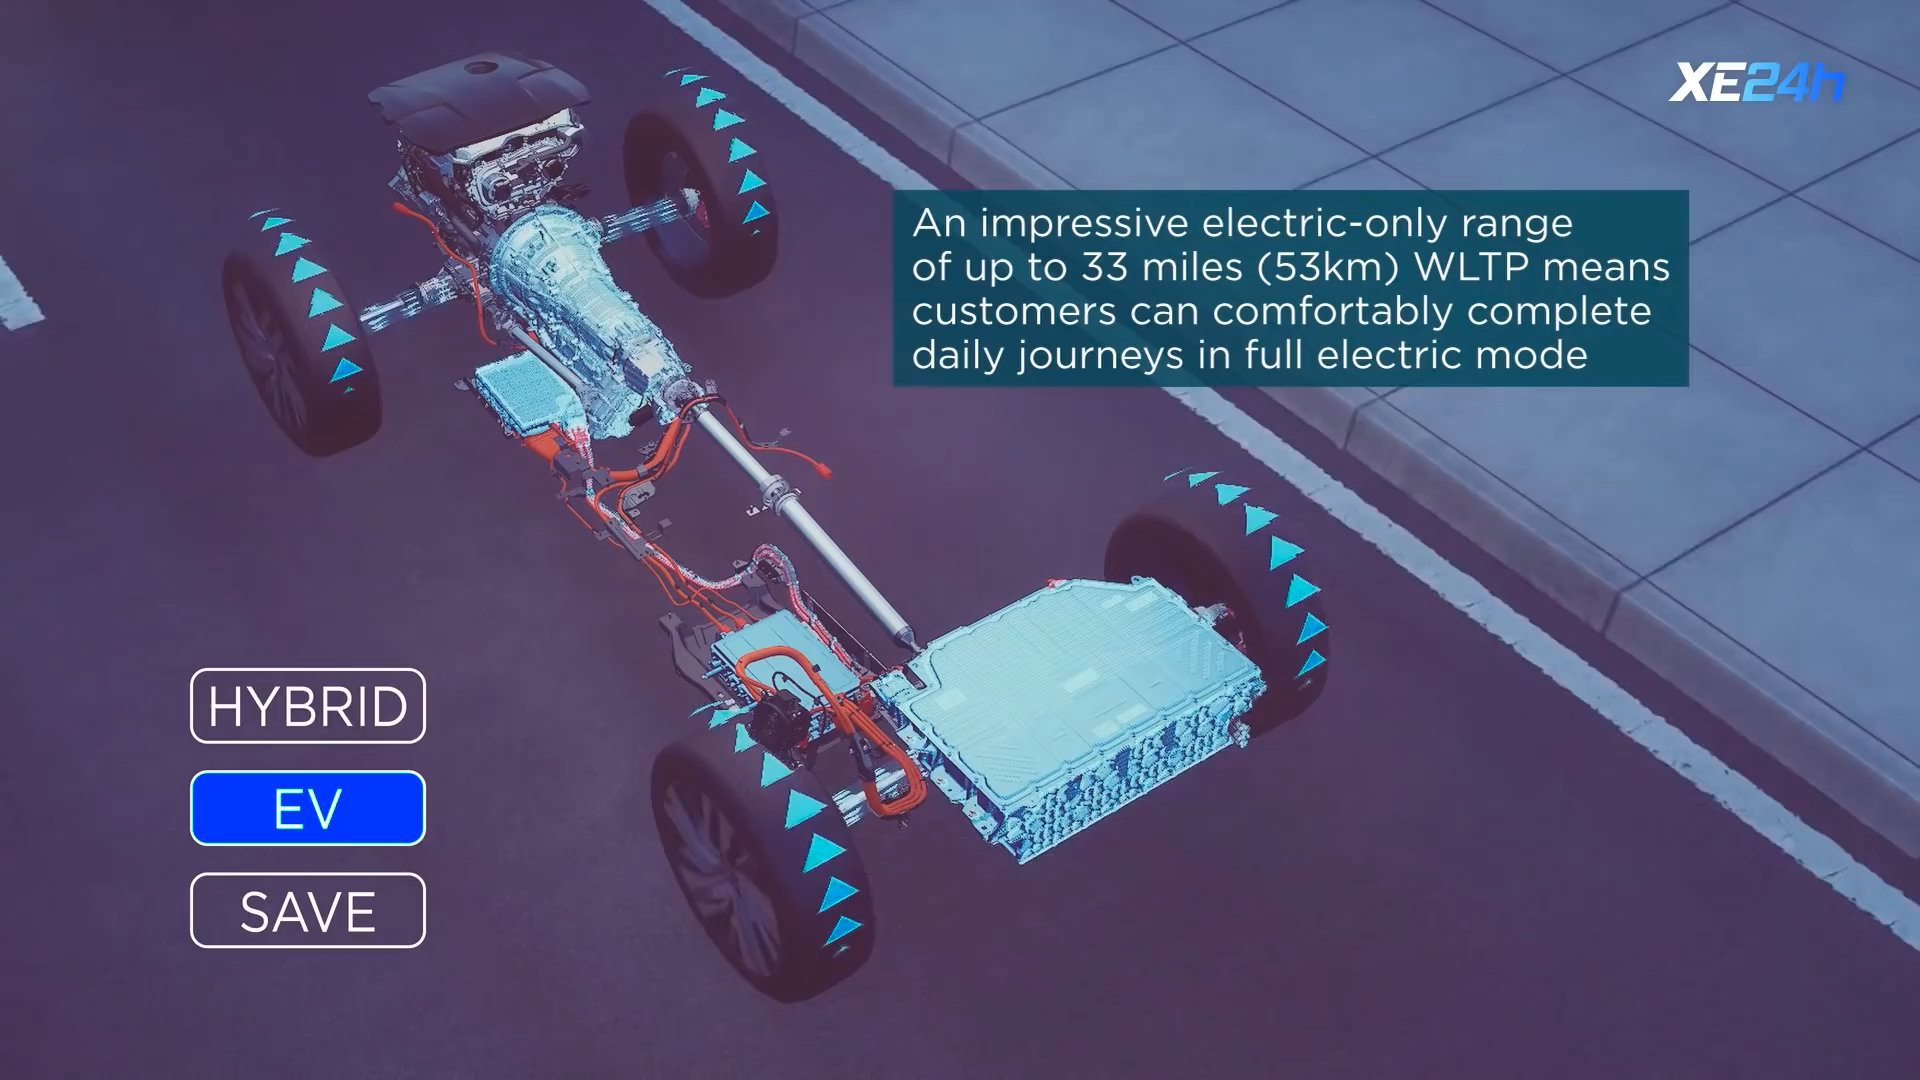 XE24h
An impressive electric-only range
of up to 33 miles (53km) WLTP means
customers can comfortably complete
daily journeys in full electric mode
HYBRID
EV
SAVE